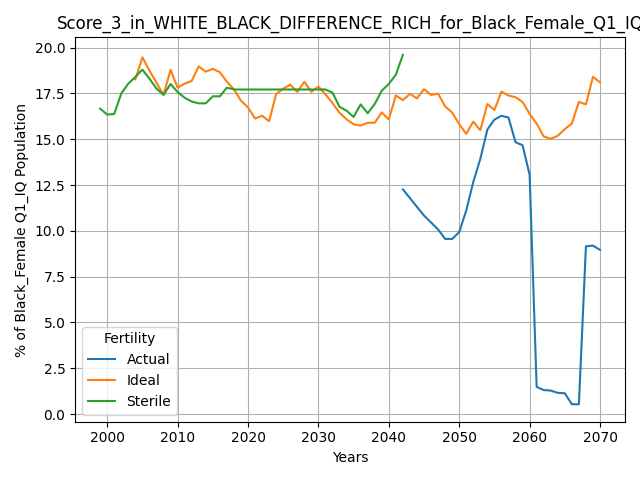 Score_3_in_WHITE_BLACK_DIFFERENCE_RICH_for_Black_Female_Q1_IQ
% of Black_Female Q1_IQ Population
20.0
17.5
15.0
12.5
10.0
7.5
5.0
2.5
0.0
Fertility
Actual
Ideal
Sterile
2000 2010 2020 2030 2040 2050 2060 2070
Years